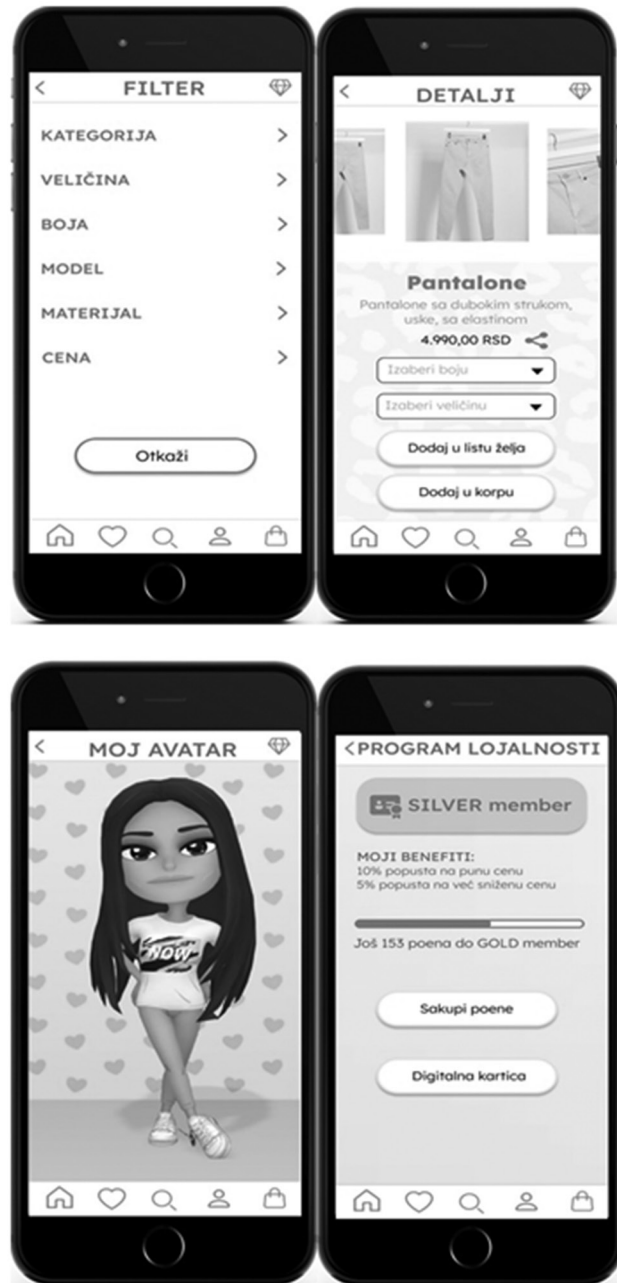 FILTER
KATEGORIJA
VELIČINA
BOJA
MODEL
MATERIJAL
CENA
Otkaži
DETALJI
Pantalone
Pantalone sa dubokim strukom,
uske, sa elastinom
4.990,00 RSD
Izaberi boju
Izaberi veličinu
Dodaj u listu želja
Dodaj u korpu
MOJ AVATAR
NOW
PROGRAM LOJALNOSTI
SILVER member
MOJI BENEFITI:
10% popusta na punu cenu
5% popusta na već sniženu cenu
Još 153 poena do GOLD member
Sakupi poene
Digitalna kartica